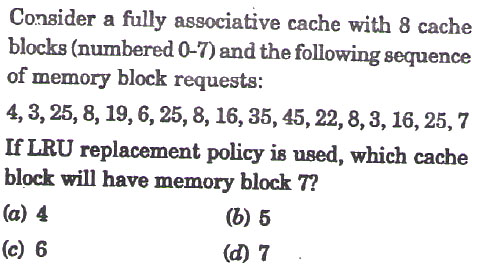 Consider a fully associative cache with 8 cache
blocks (numbered 0-7) and the following sequence
of memory block requests:
4, 3, 25, 8, 19, 6, 25, 8, 16, 35, 45, 22, 8, 3, 16, 25, 7
If LRU replacement policy is used, which cache
block will have memory block 7?
(a) 4
(b) 5
(c) 6
(d) 7